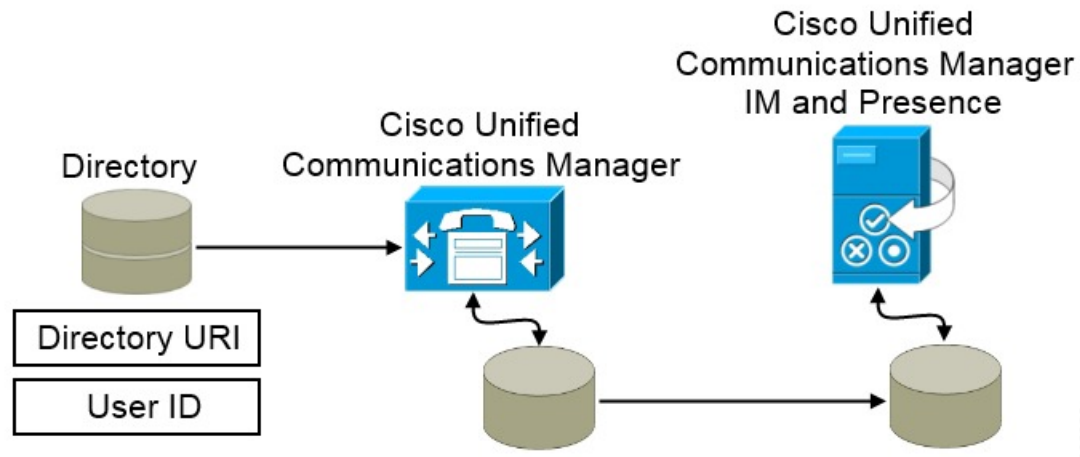 Cisco Unified
Communications Manager
IM and Presence
Cisco Unified
Communications Manager
Directory
Directory URI
User ID